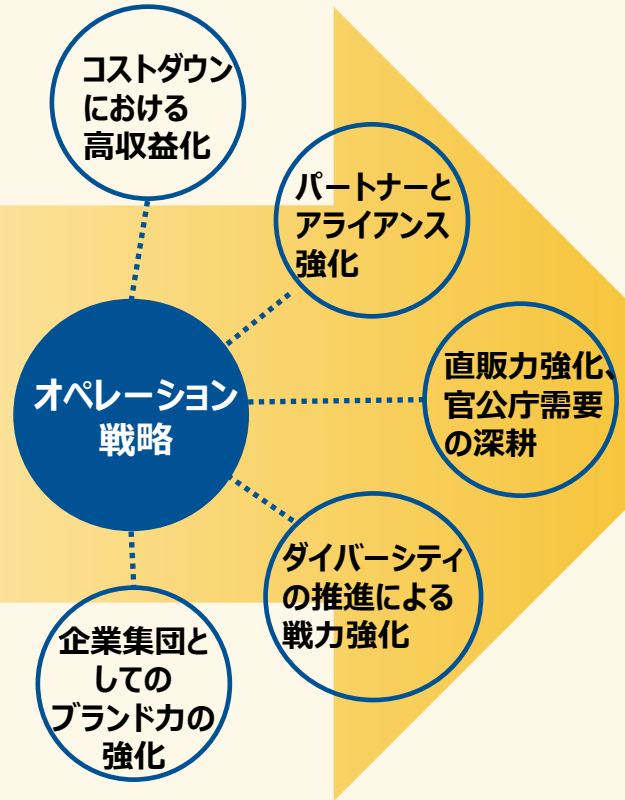 コストダウン
における
高収益化
パートナーと
アライアンス
強化
直販力強化、
官公庁需要
の深耕
オペレーション
戦略
ダイバーシティ
の推進による
戦力強化
企業集団と
しての
ブランド力の
強化